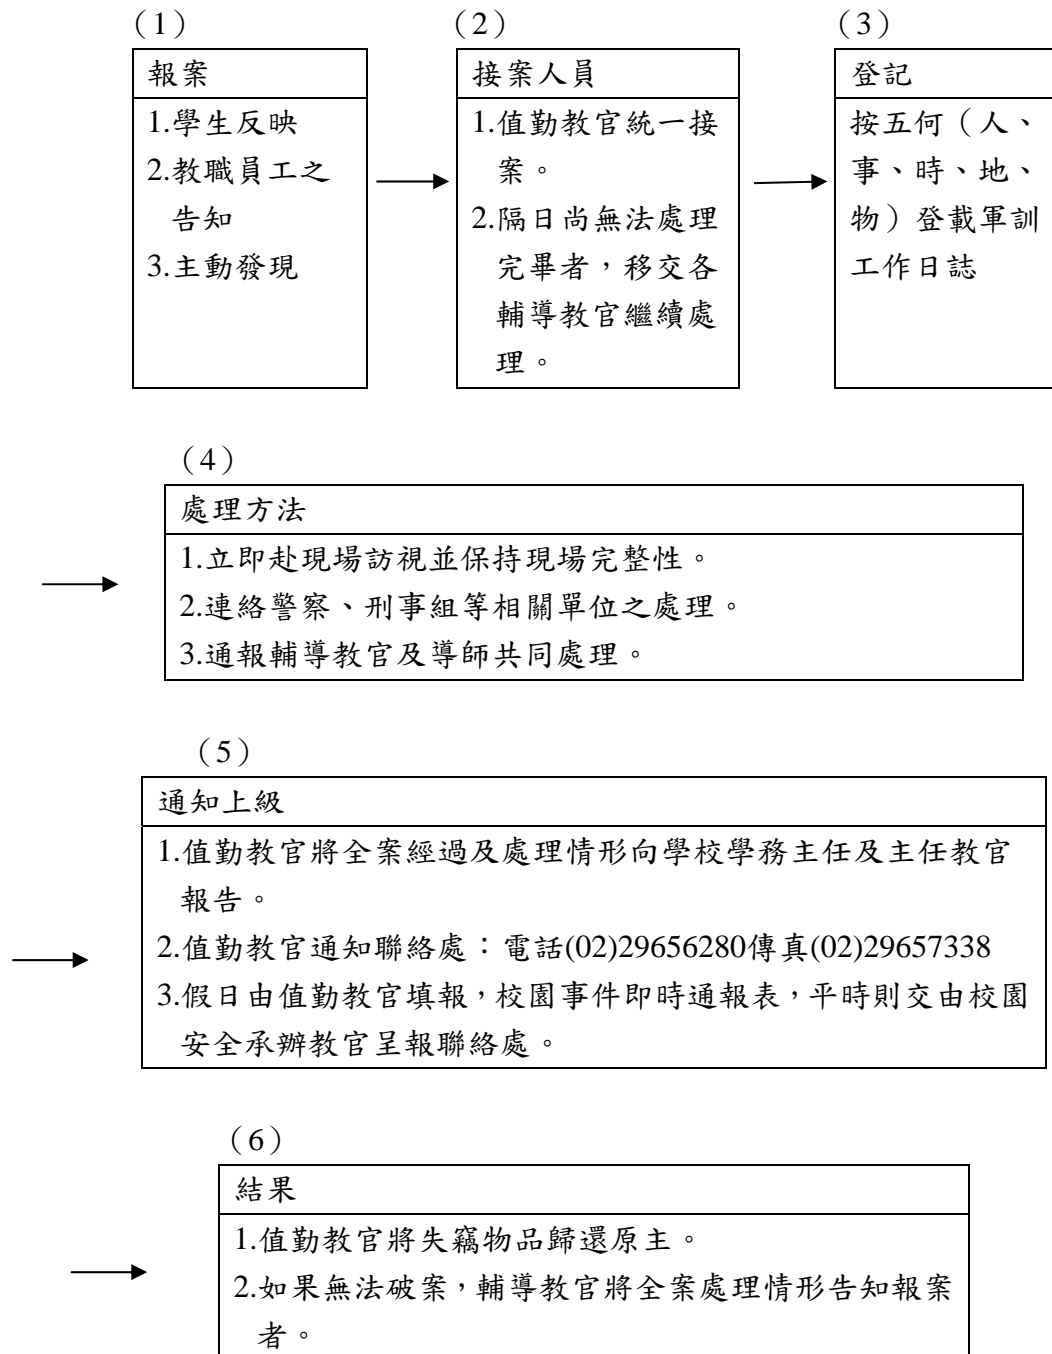 （1）
報案
1.學生反映
2.教職員工之
告知
3.主動發現
（2）
接案人員
1.值勤教官統一接
案。
2.隔日尚無法處理
完畢者，移交各
輔導教官繼續處
理。
（3）
登記
按五何（人、
事、時、地、
物）登載軍訓
工作日誌
（4）
處理方法
1.立即赴現場訪視並保持現場完整性。
2.連絡警察、刑事組等相關單位之處理。
3.通報輔導教官及導師共同處理。
（5）
通知上級
1.值勤教官將全案經過及處理情形向學校學務主任及主任教官
報告。
2.值勤教官通知聯絡處：電話(02)29656280傳真(02)29657338
3.假日由值勤教官填報，校園事件即時通報表，平時則交由校園
安全承辦教官呈報聯絡處。
（6）
結果
1.值勤教官將失竊物品歸還原主。
2.如果無法破案，輔導教官將全案處理情形告知報案
者。